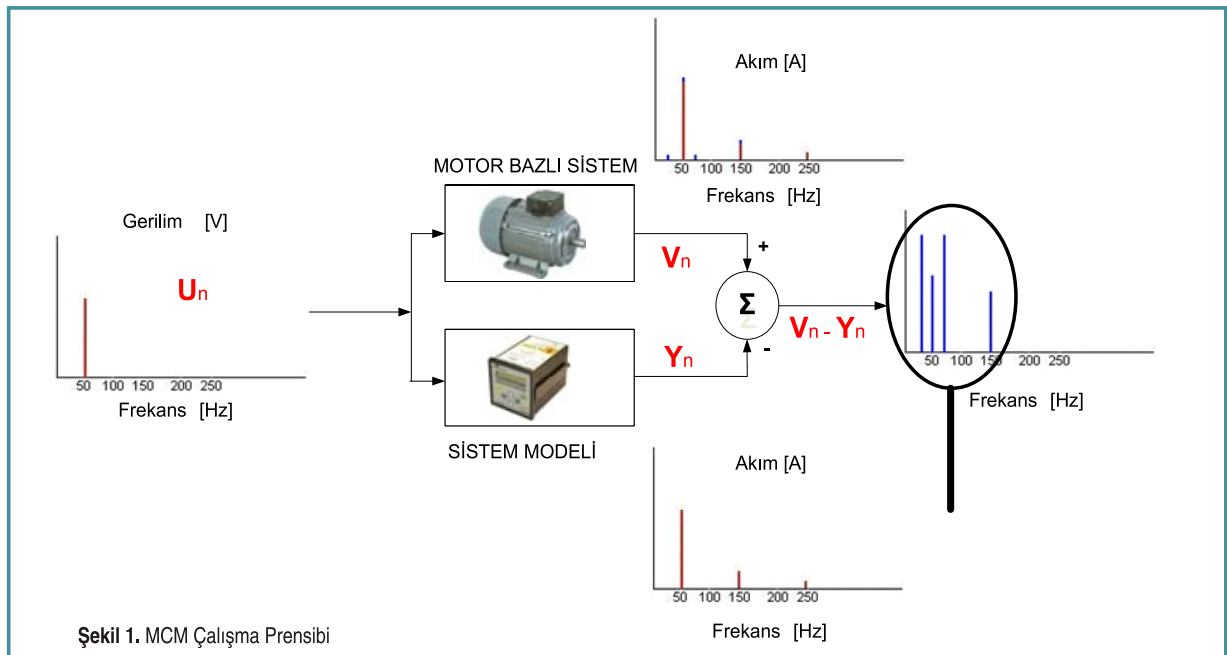 Akım [A]
50 100 150 200 250
Frekans [Hz]
MOTOR BAZLI SİSTEM
Gerilim [V]
Un
50 100 150 200 250
Frekans [Hz]
Vn
+
Σ
-
Vn - Yn
Yn
SİSTEM MODELİ
50 100 150 200 250
Frekans [Hz]
Akım [A]
50 100 150 200 250
Frekans [Hz]
Şekil 1. MCM Çalışma Prensibi